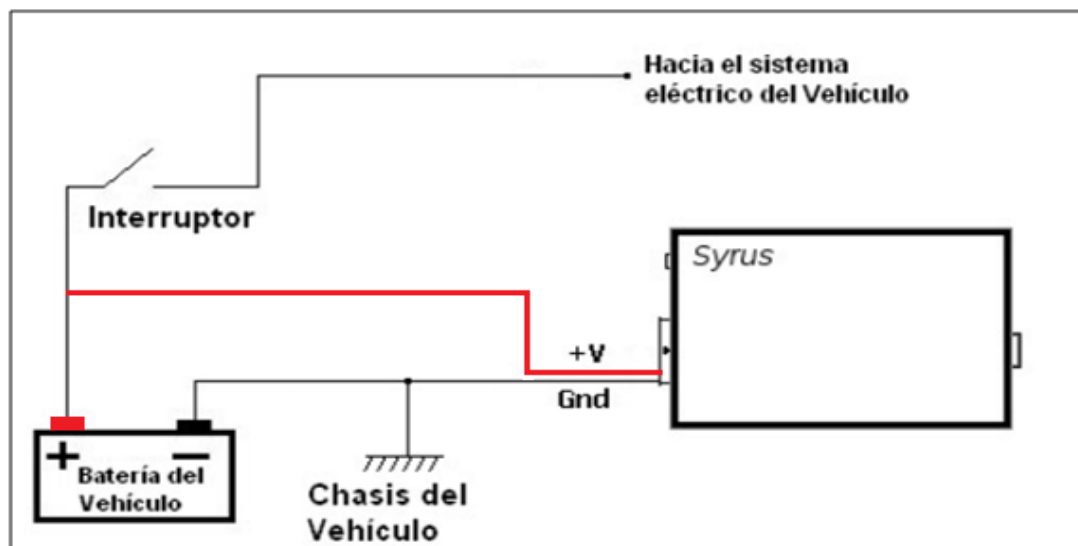 Hacia el sistema
eléctrico del Vehículo
Interruptor
Syrus
+V
Gnd
+ −
Batería del
Vehículo
Chasis del
Vehículo